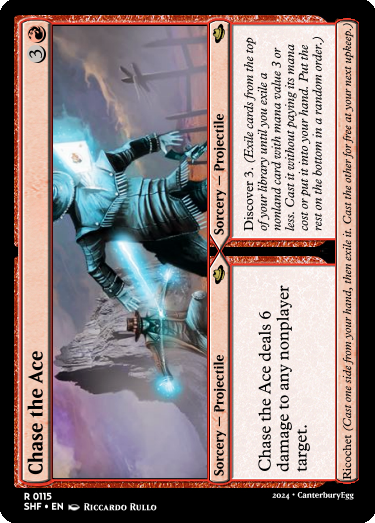 Chase the Ace
3
Sorcery — Projectile
Chase the Ace deals 6
damage to any nonplayer
target.
Sorcery — Projectile
Discover 3. (Exile cards from the top
of your library until you exile a
nonland card with mana value 3 or
less. Cast it without paying its mana
cost or put it into your hand. Put the
rest on the bottom in a random order.)
Ricochet (Cast one side from your hand, then exile it. Cast the other for free at your next upkeep.)
R 0115
SHF • EN RICCARDO RULLO
2024 • CanterburyEgg